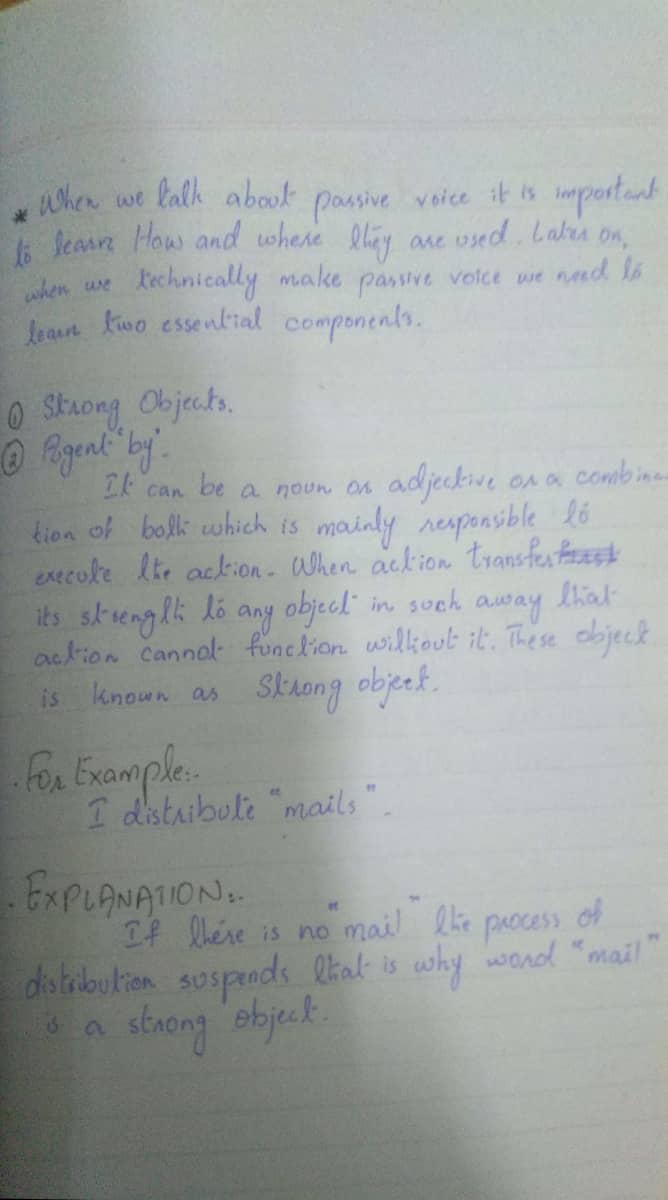 * When we talk about passive voice it is important
to learn How and where they are used. Later on,
when we technically make passive voice we need to
learn two essential components.
① Strong Objects.
② Agent "by".
It can be a noun or adjective or a combina-
tion of both which is mainly responsible to
execute the action. When action transfer
its strength to any object in such away that
action cannot function without it. These object
is known as Strong object.
. For Example:-
I distribute "mails".
. EXPLANATION:-
If there is no "mail" the process of
distribution suspends that is why word "mail"
is a strong object.